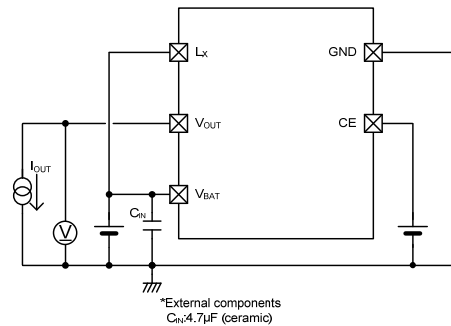 Lx
GND
VOUT
CE
IOUT
VBAT
CIN
V
*External components
CIN:4.7μF (ceramic)